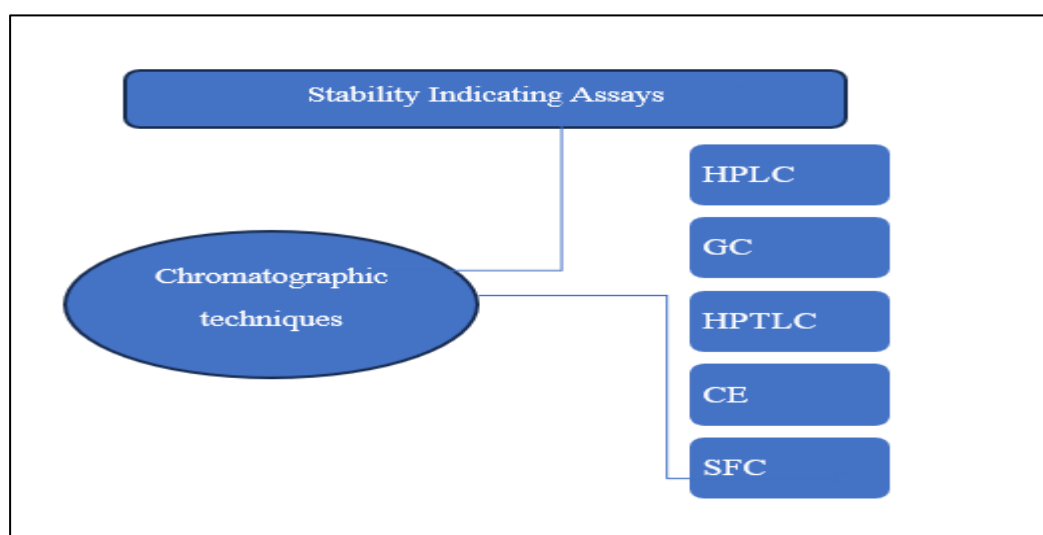 Stability Indicating Assays
HPLC
GC
Chromatographic
techniques
HPTLC
CE
SFC